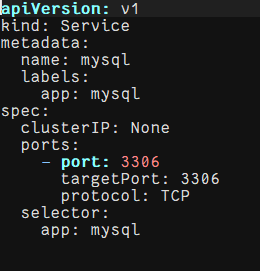 apiVersion: v1
kind: Service
metadata:
  name: mysql
  labels:
    app: mysql
spec:
  clusterIP: None
  ports:
    - port: 3306
      targetPort: 3306
      protocol: TCP
  selector:
    app: mysql